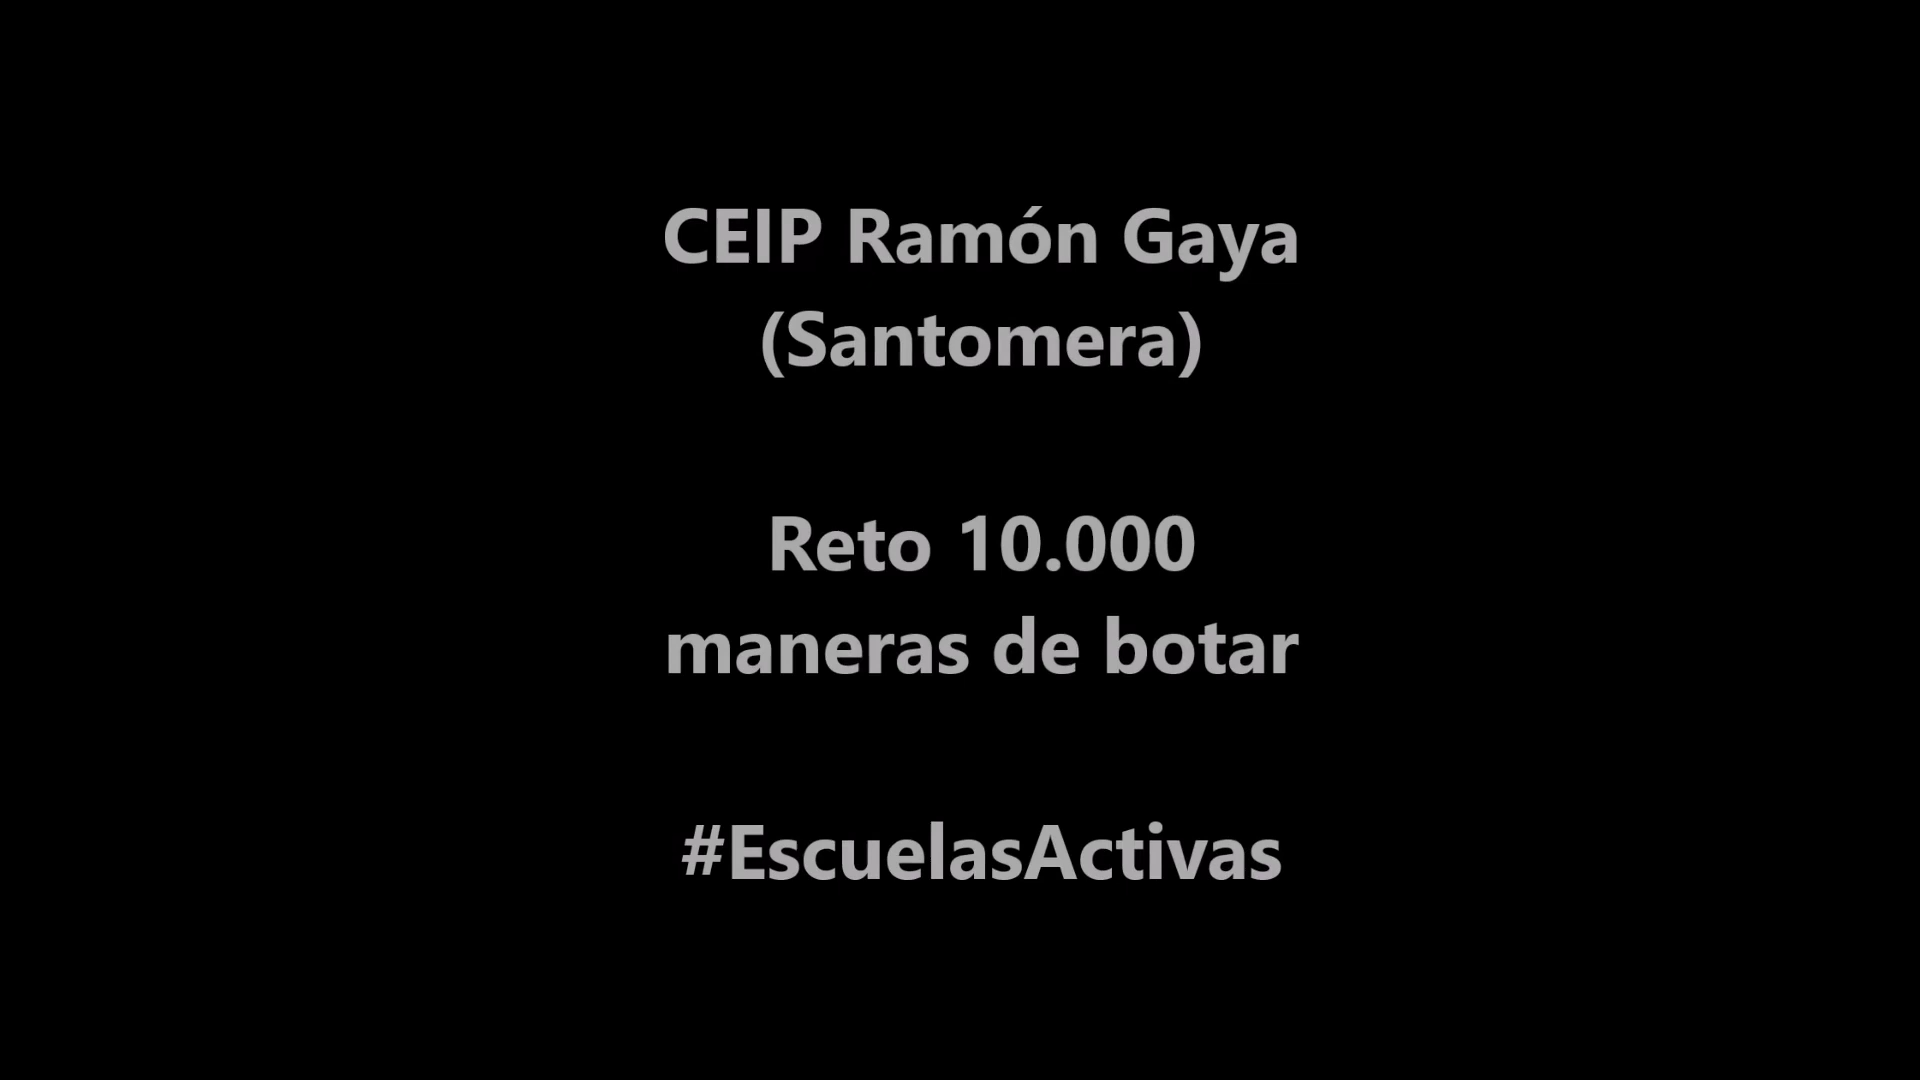 CEIP Ramón Gaya
(Santomera)
Reto 10.000
maneras de botar
#EscuelasActivas